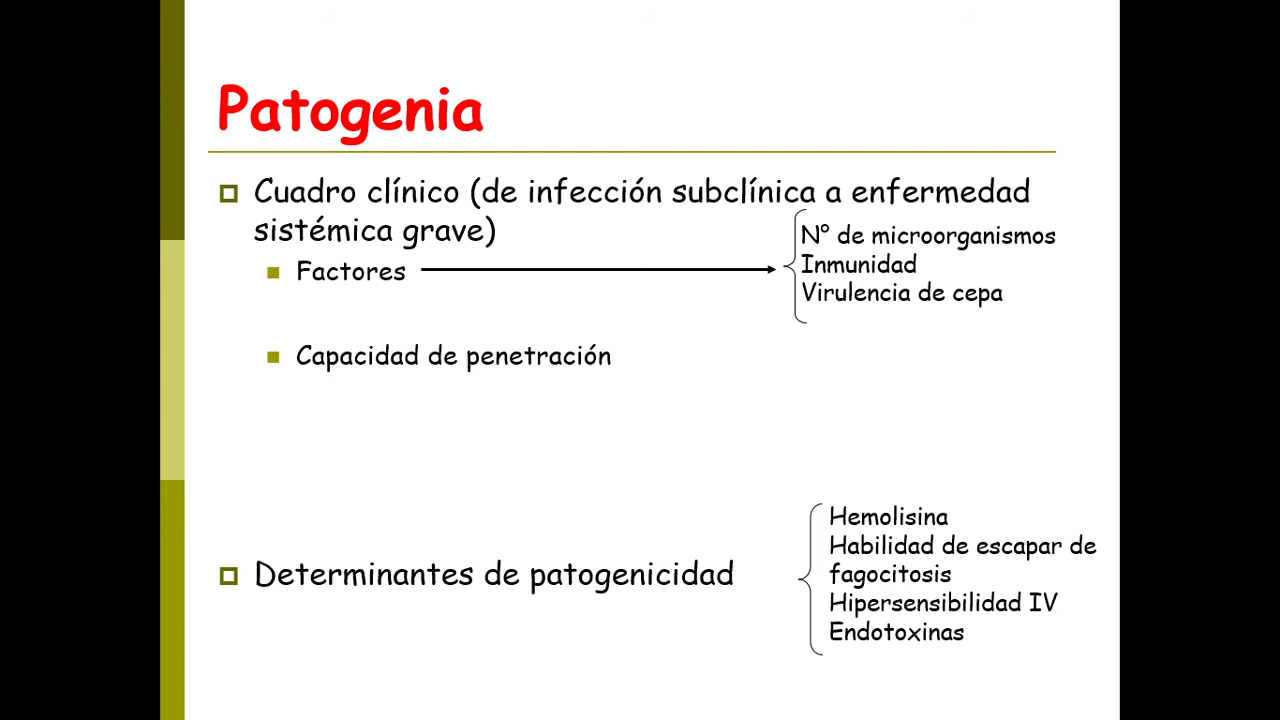 Patogenia
Cuadro clínico (de infección subclínica a enfermedad
sistémica grave)
Factores
Nº de microorganismos
Inmunidad
Virulencia de cepa
Capacidad de penetración
Determinantes de patogenicidad
Hemolisina
Habilidad de escapar de
fagocitosis
Hipersensibilidad IV
Endotoxinas